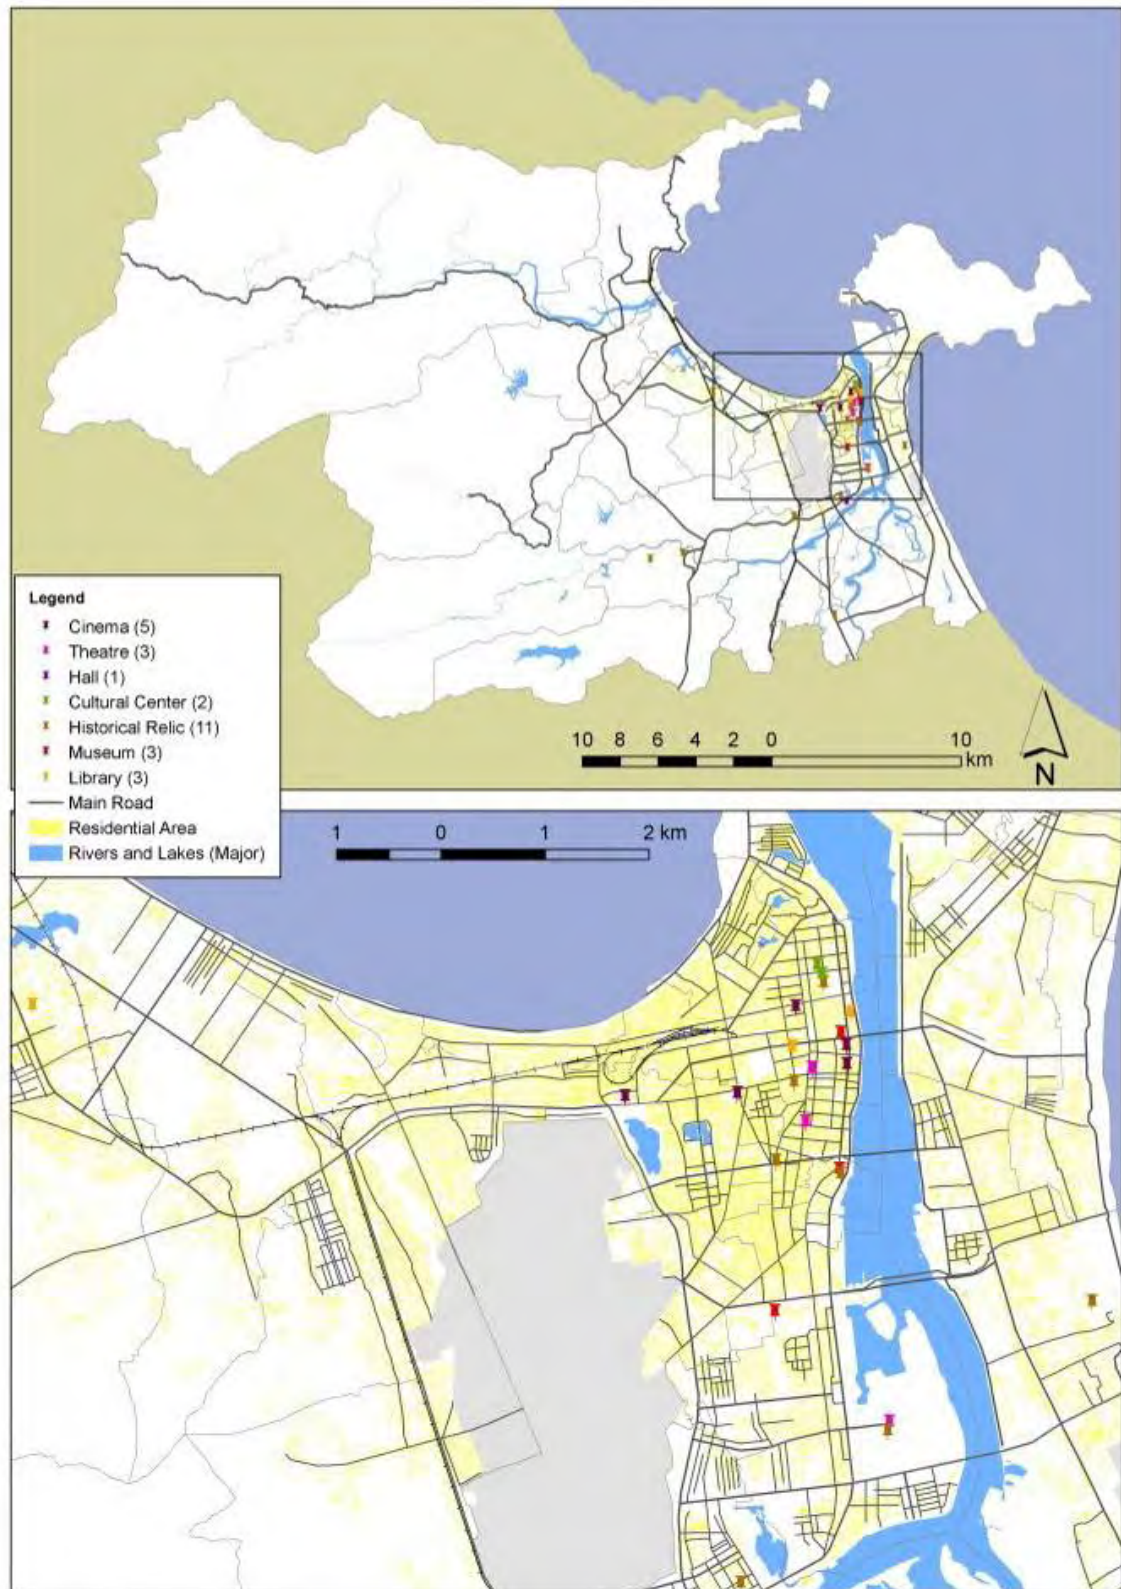 10 8 6 4 2 0 10
km
N
Legend
Cinema (5)
Theatre (3)
Hall (1)
Cultural Center (2)
Historical Relic (11)
Museum (3)
Library (3)
Main Road
Residential Area
Rivers and Lakes (Major)
1 0 1 2 km